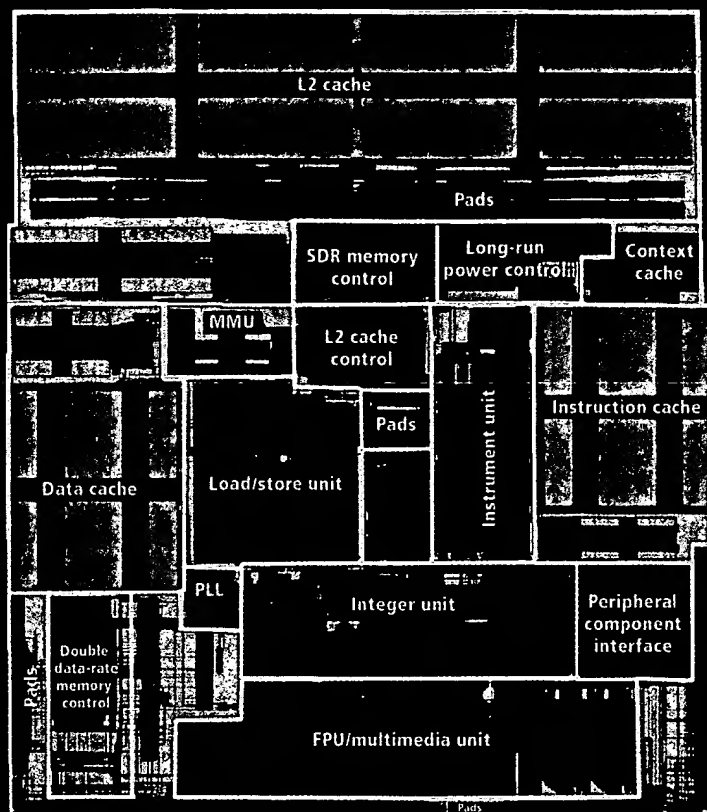 L2 cache
Pads
SDR memory
control
Long-run
power control
Context
cache
MMU
L2 cache
control
Instrument unit
Instruction cache
Pads
Data cache
Load/store unit
PLL
Integer unit
Peripheral
component
interface
Pads
Double
data-rate
memory
control
FPU/multimedia unit
Pads